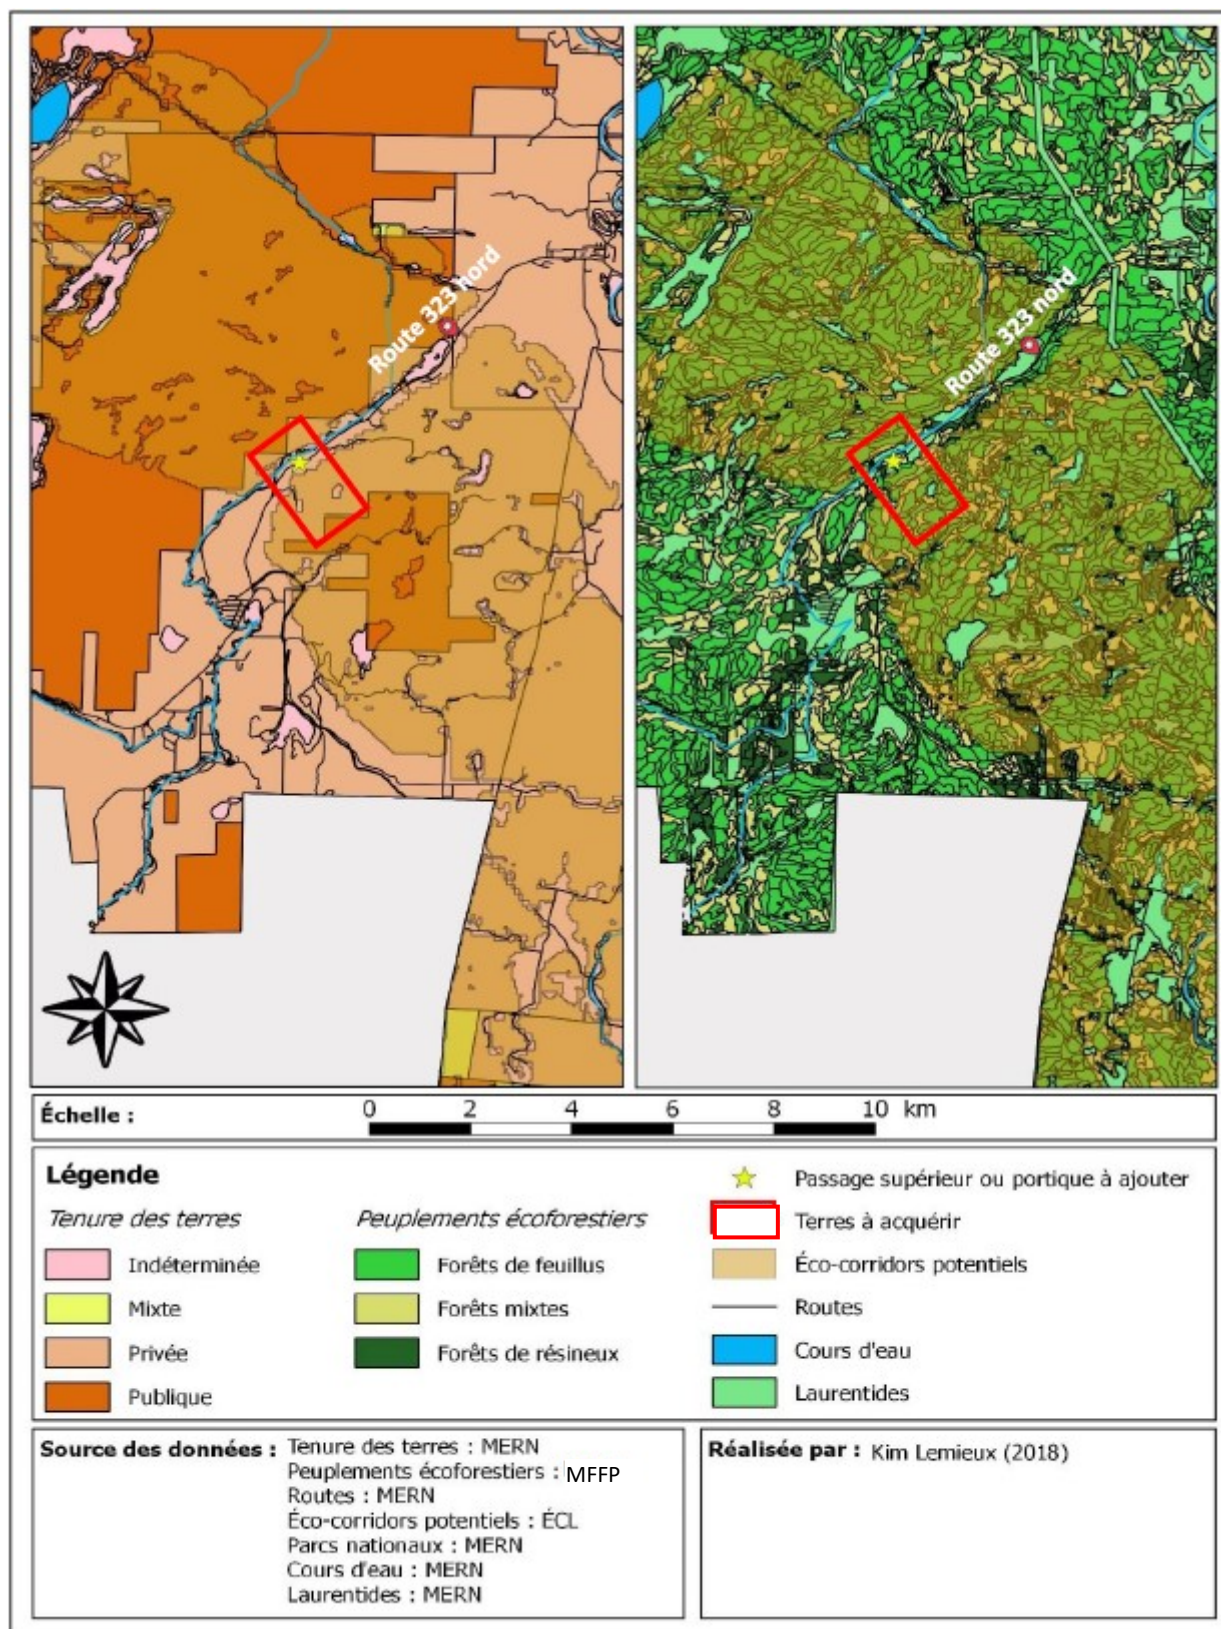 Route 323 nord
Route 323 nord
Échelle :
0 2 4 6 8 10 km
Légende
Tenure des terres
Indéterminée
Mixte
Privée
Publique
Peuplements écoforestiers
Forêts de feuillus
Forêts mixtes
Forêts de résineux
Passage supérieur ou portique à ajouter
Terres à acquérir
Éco-corridors potentiels
Routes
Cours d'eau
Laurentides
Source des données : Tenure des terres : MERN
Peuplements écoforestiers : MFFP
Routes : MERN
Éco-corridors potentiels : ÉCL
Parcs nationaux : MERN
Cours d'eau : MERN
Laurentides : MERN
Réalisée par : Kim Lemieux (2018)